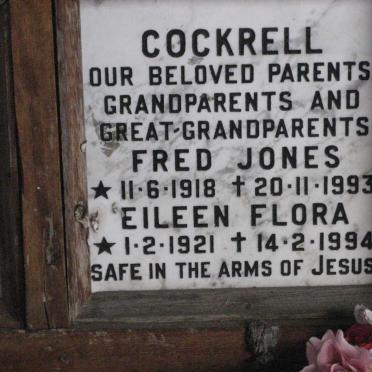 COCKRELL
OUR BELOVED PARENTS
GRANDPARENTS AND
GREAT-GRANDPARENTS
FRED JONES
★ 11·6·1918 ✝ 20·11·1993
EILEEN FLORA
★ 1·2·1921 ✝ 14·2·1994
SAFE IN THE ARMS OF JESUS